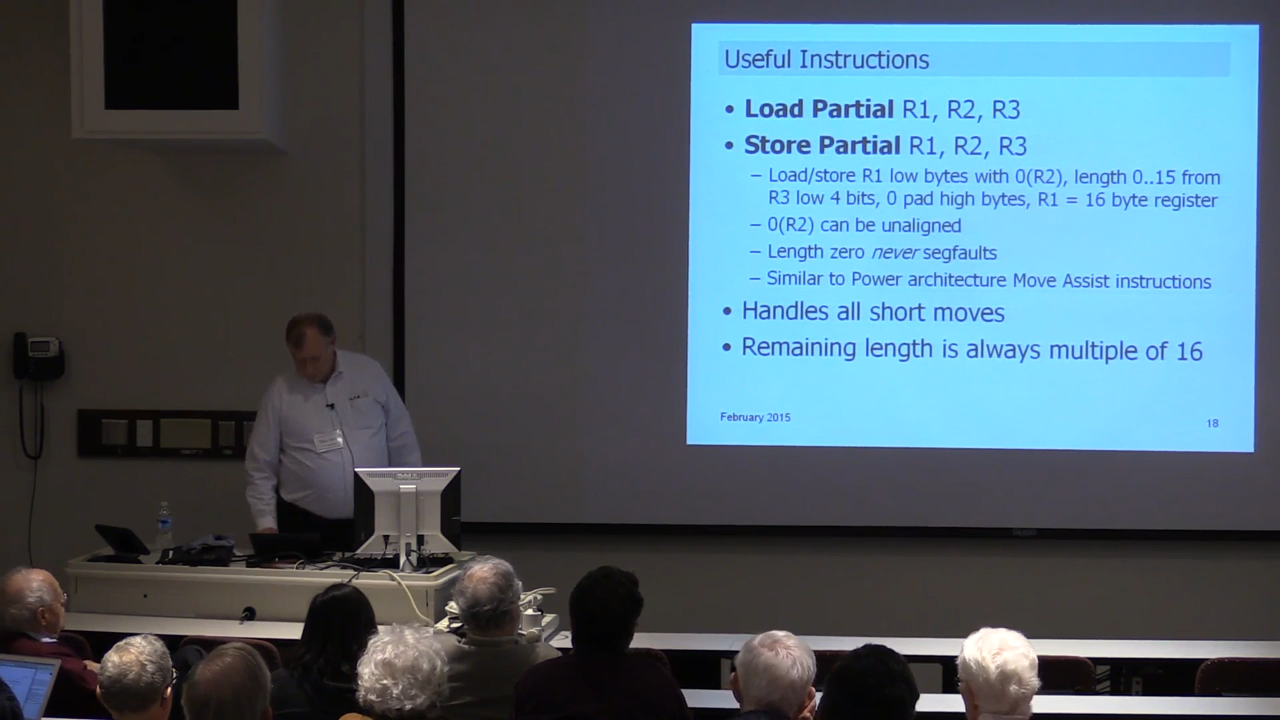 Useful Instructions
• Load Partial R1, R2, R3
• Store Partial R1, R2, R3
– Load/store R1 low bytes with 0(R2), length 0..15 from
R3 low 4 bits, 0 pad high bytes, R1 = 16 byte register
– 0(R2) can be unaligned
– Length zero never segfaults
– Similar to Power architecture Move Assist instructions
• Handles all short moves
• Remaining length is always multiple of 16
February 2015
18
DELL